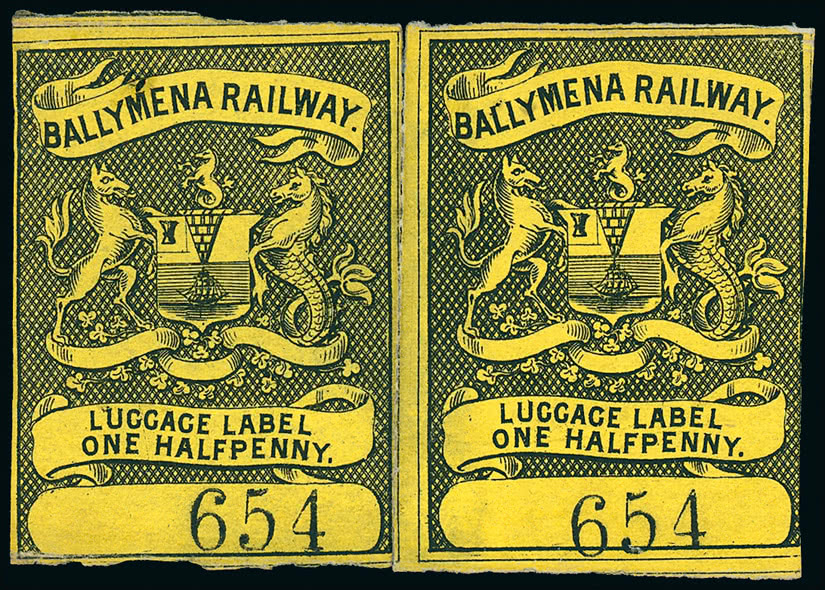 BALLYMENA RAILWAY.
LUGGAGE LABEL
ONE HALFPENNY.
654
BALLYMENA RAILWAY.
LUGGAGE LABEL
ONE HALFPENNY.
654